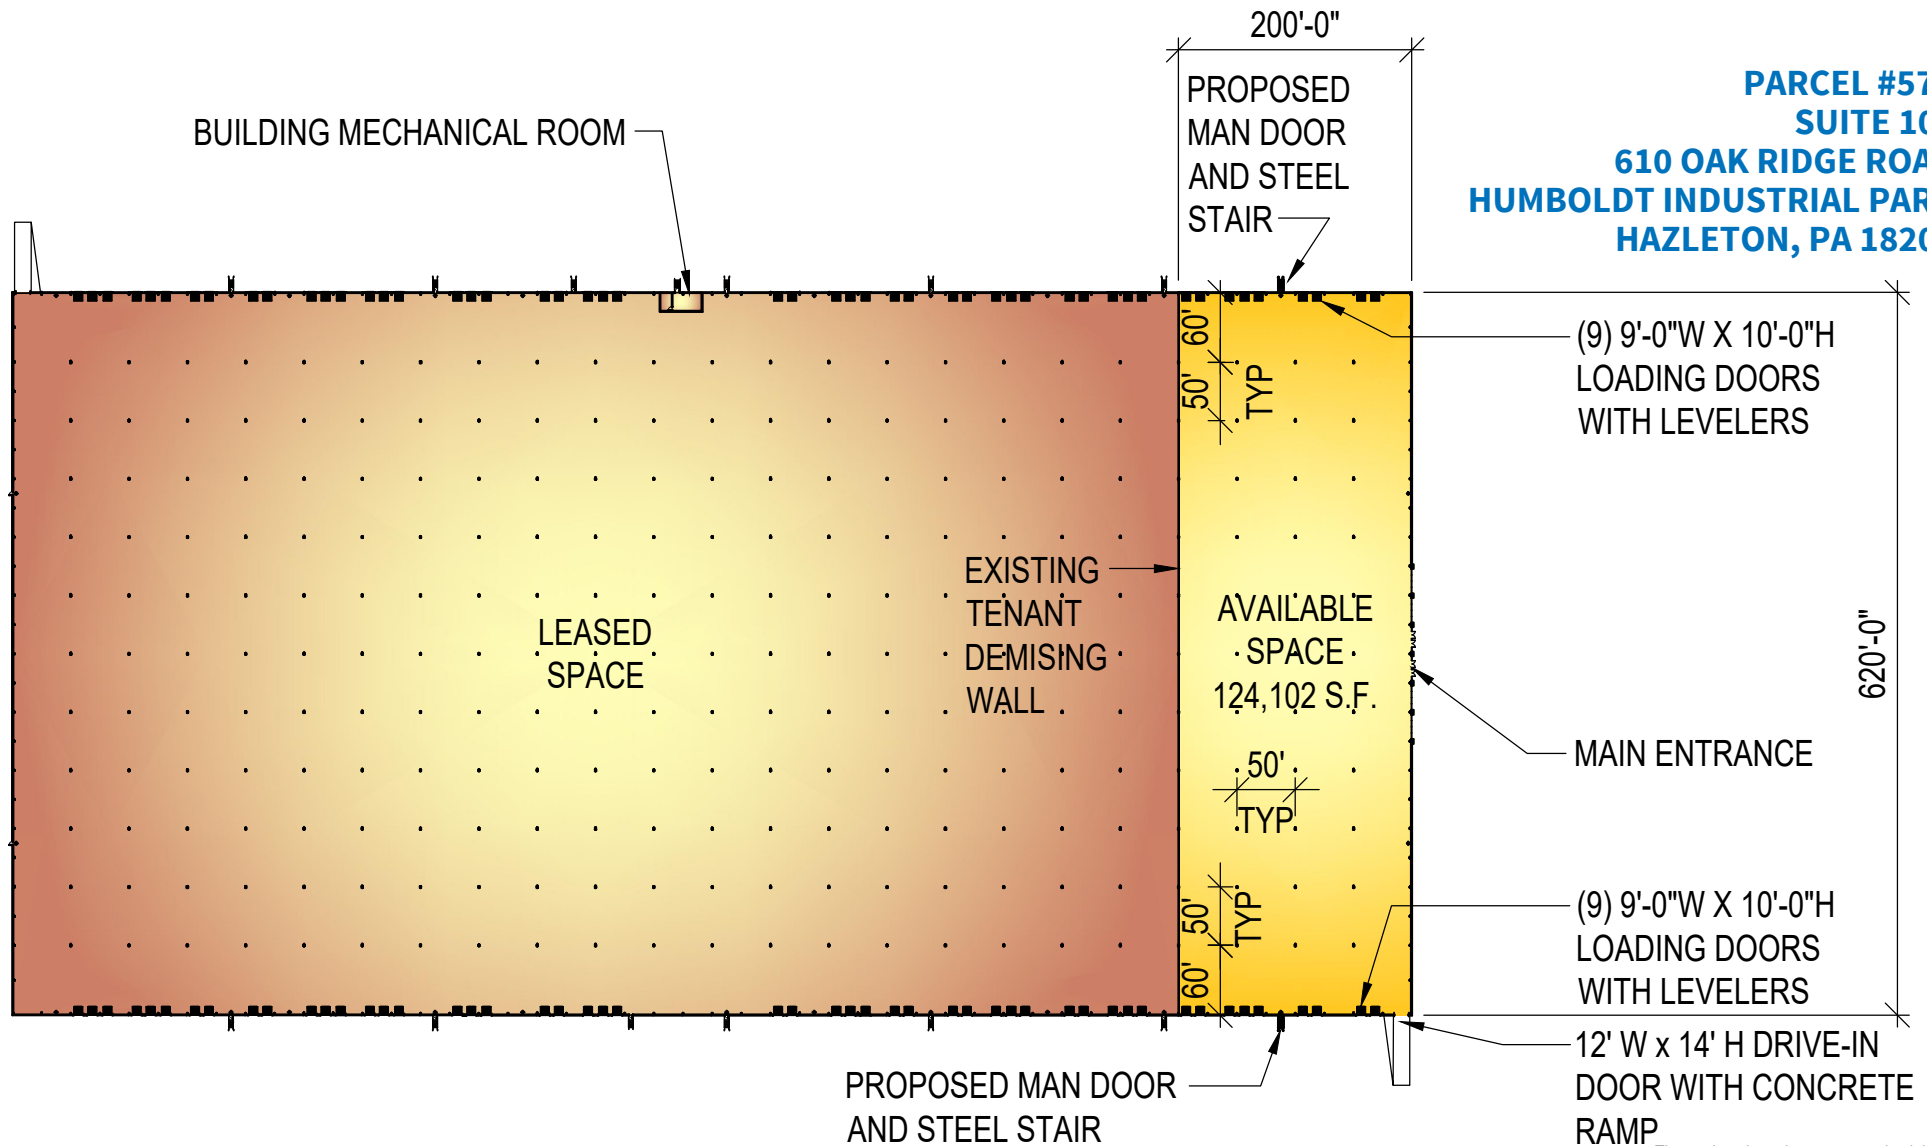 200'-0"
PARCEL #57
SUITE 10
610 OAK RIDGE ROA
HUMBOLDT INDUSTRIAL PAR
HAZLETON, PA 1820
BUILDING MECHANICAL ROOM
PROPOSED
MAN DOOR
AND STEEL
STAIR
60'
50'
TYP
(9) 9'-0"W X 10'-0"H
LOADING DOORS
WITH LEVELERS
EXISTING
TENANT
DEMISING
WALL
LEASED
SPACE
AVAILABLE
SPACE
124,102 S.F.
620'-0"
MAIN ENTRANCE
50'
TYP
50'
TYP
60'
(9) 9'-0"W X 10'-0"H
LOADING DOORS
WITH LEVELERS
12' W x 14' H DRIVE-IN
DOOR WITH CONCRETE
RAMP
PROPOSED MAN DOOR
AND STEEL STAIR